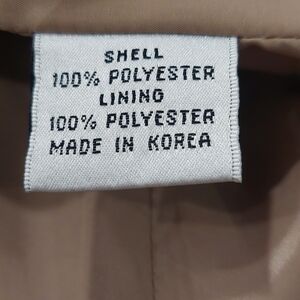 SHELL
100% POLYESTER
LINING
100% POLYESTER
MADE IN KOREA